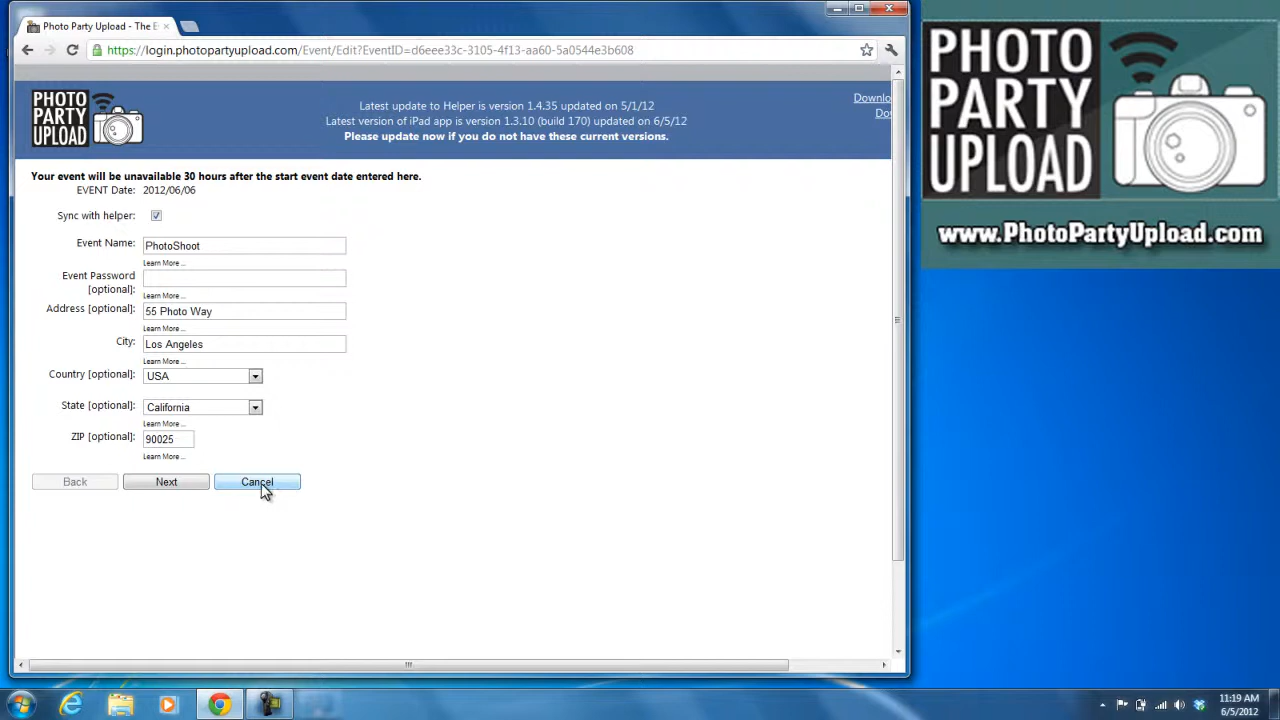 Photo Party Upload - The E
https://login.photopartyupload.com/Event/Edit?EventID=d6eee33c-3105-4f13-aa60-5a0544e3b608
PHOTO
PARTY
UPLOAD
Latest update to Helper is version 1.4.35 updated on 5/1/12
Latest version of iPad app is version 1.3.10 (build 170) updated on 6/5/12
Please update now if you do not have these current versions.
Downlo
Do
Your event will be unavailable 30 hours after the start event date entered here.
EVENT Date: 2012/06/06
Sync with helper:
Event Name: PhotoShoot
Learn More ...
Event Password
[optional]:
Learn More ...
Address [optional]: 55 Photo Way
Learn More ...
City: Los Angeles
Learn More ...
Country [optional]: USA
State [optional]: California
Learn More ...
ZIP [optional]: 90025
Learn More ...
Back Next Cancel
PHOTO
PARTY
UPLOAD
www.PhotoPartyUpload.com
11:19 AM
6/5/2012